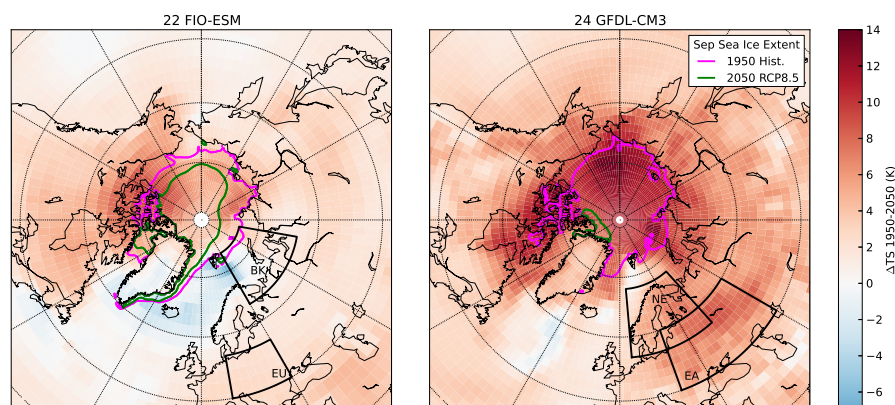 22 FIO-ESM
24 GFDL-CM3
Sep Sea Ice Extent
1950 Hist.
2050 RCP8.5
BK
EU
NE
EA
14
12
10
8
6
4
2
0
−2
−4
−6
ΔTS 1950-2050 (K)